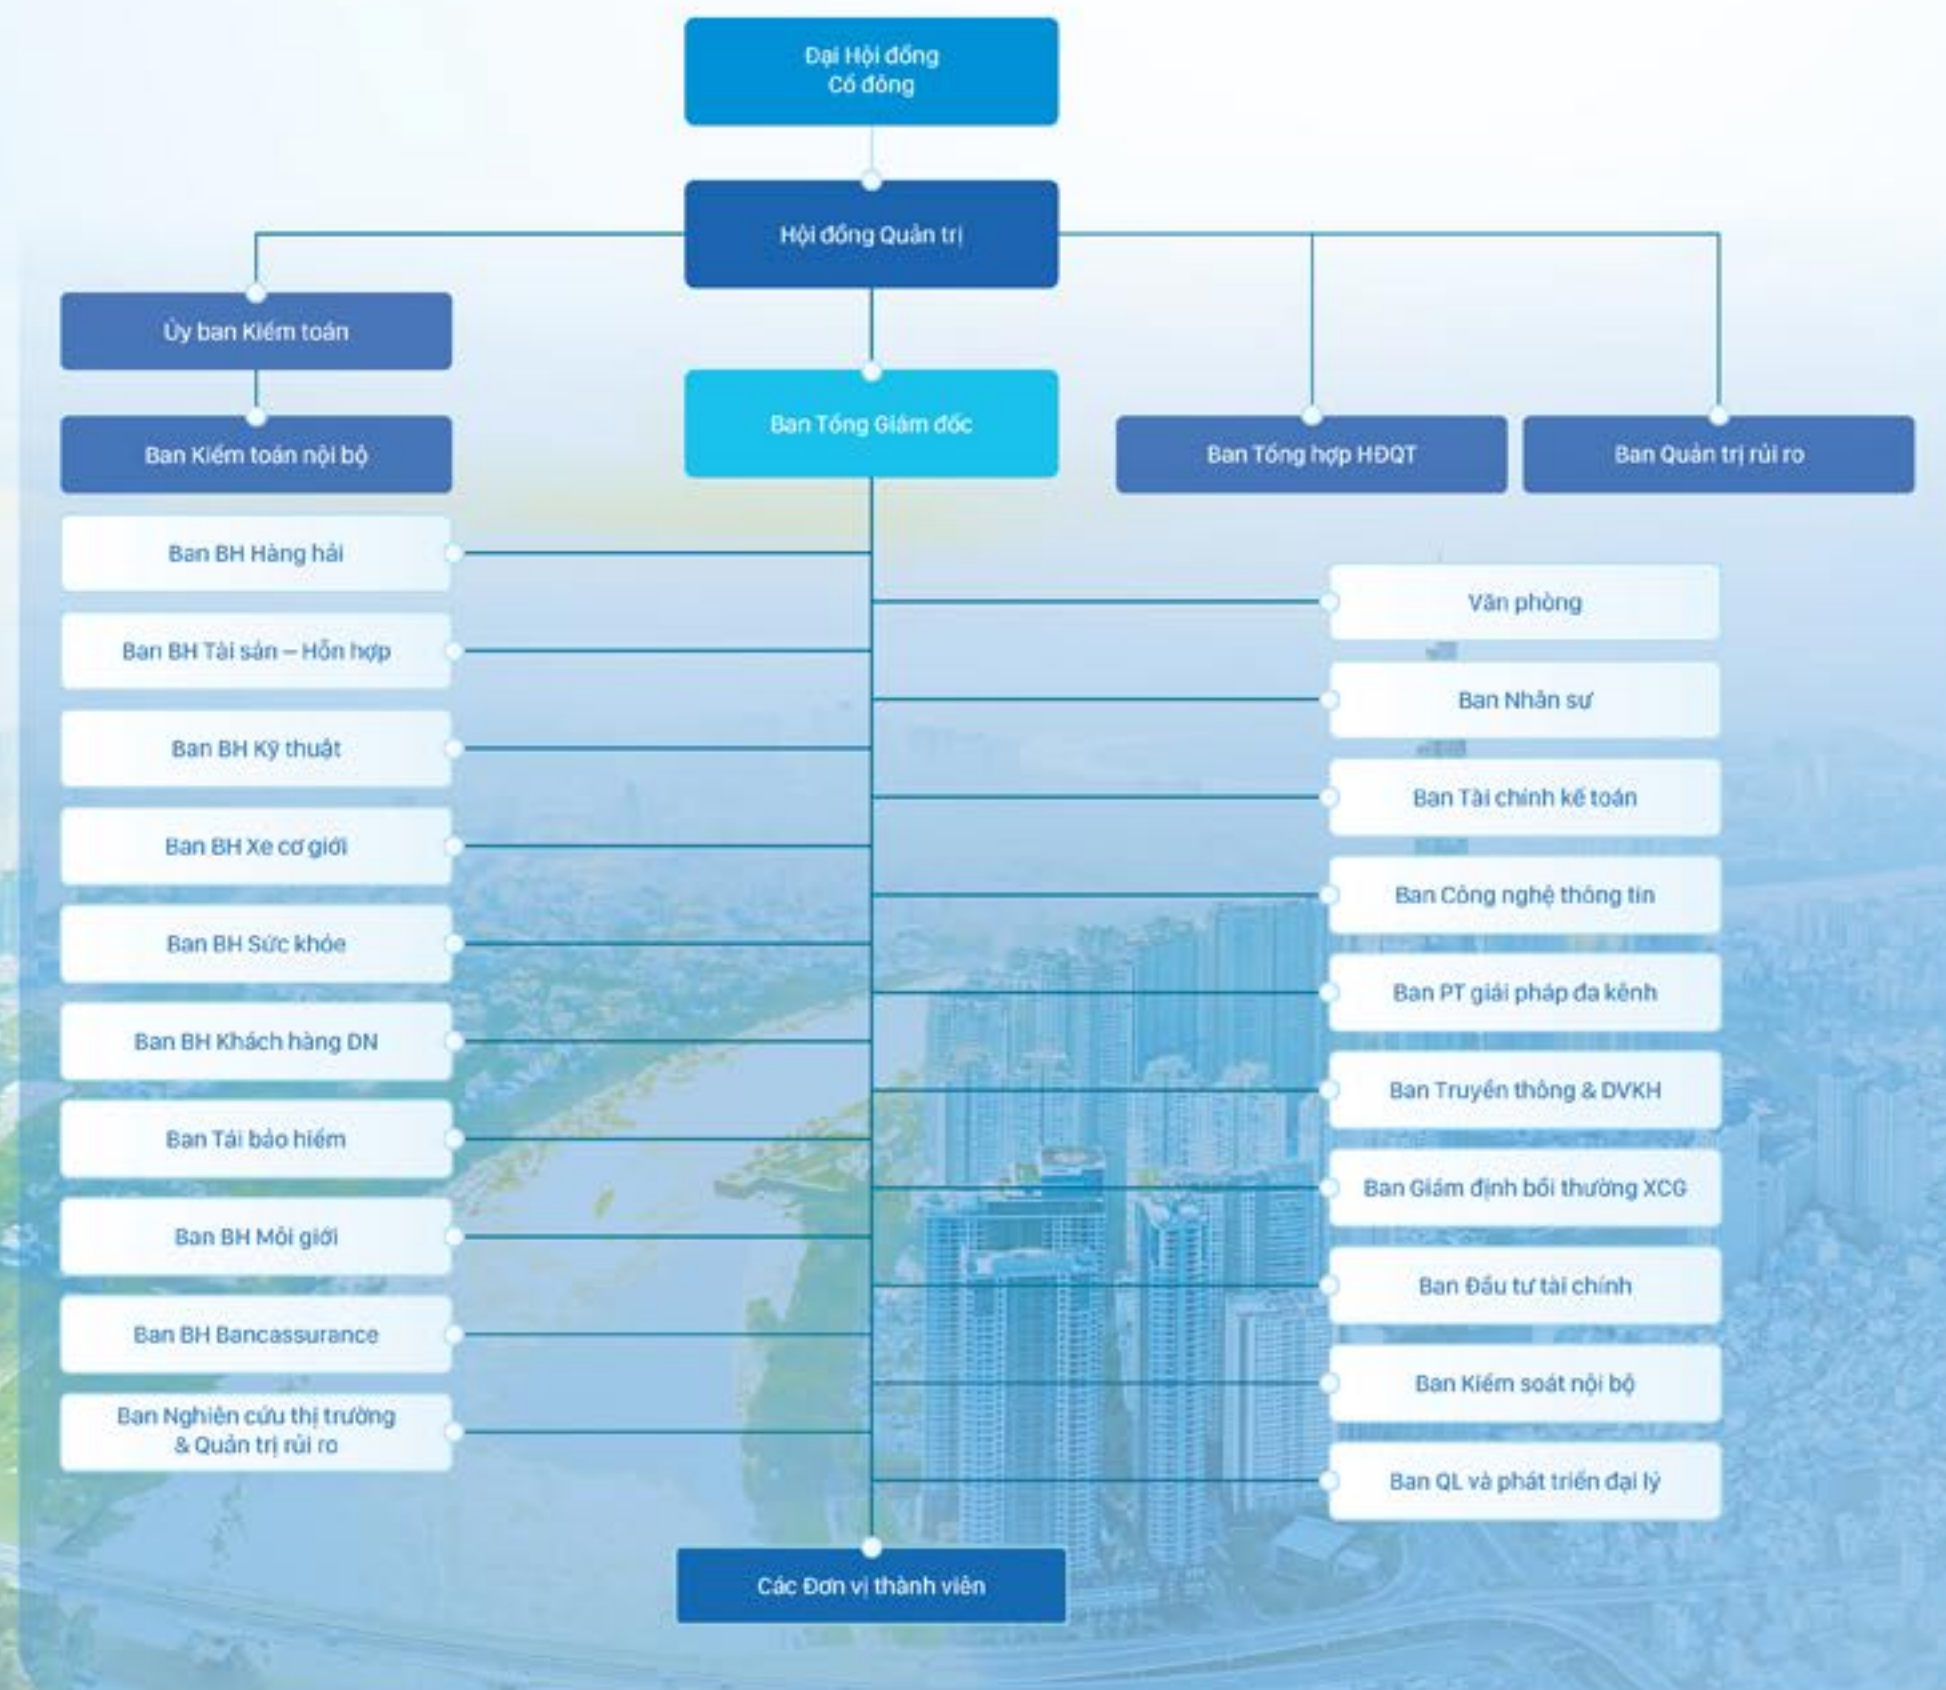 Đại Hội đồng
Cổ đông
Hội đồng Quản trị
Ủy ban Kiểm toán
Ban Kiểm toán nội bộ
Ban Tổng Giám đốc
Ban Tổng hợp HĐQT
Ban Quản trị rủi ro
Ban BH Hàng hải
Ban BH Tài sản – Hỗn hợp
Ban BH Kỹ thuật
Ban BH Xe cơ giới
Ban BH Sức khỏe
Ban BH Khách hàng DN
Ban Tái bảo hiểm
Ban BH Môi giới
Ban BH Bancassurance
Ban Nghiên cứu thị trường
& Quản trị rủi ro
Văn phòng
Ban Nhân sự
Ban Tài chính kế toán
Ban Công nghệ thông tin
Ban PT giải pháp đa kênh
Ban Truyền thông & DVKH
Ban Giám định bồi thường XCG
Ban Đầu tư tài chính
Ban Kiểm soát nội bộ
Ban QL và phát triển đại lý
Các Đơn vị thành viên